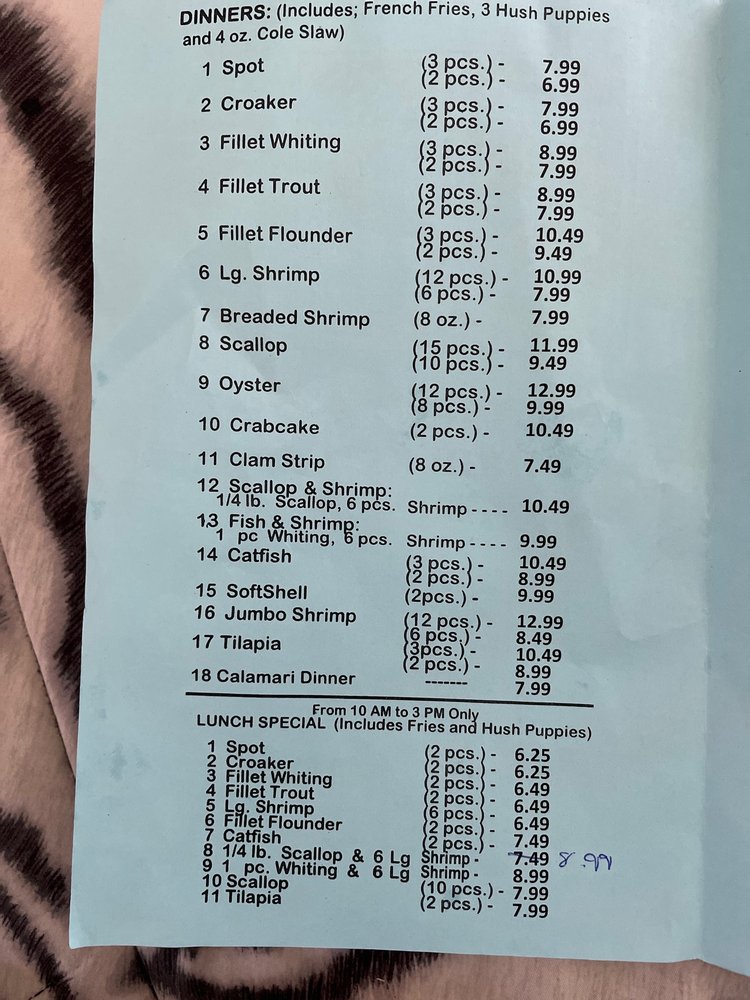 DINNERS: (Includes; French Fries, 3 Hush Puppies
and 4 oz. Cole Slaw)
1 Spot (3 pcs.) - 7.99
(2 pcs.) - 6.99
2 Croaker (3 pcs.) - 7.99
(2 pcs.) - 6.99
3 Fillet Whiting (3 pcs.) - 8.99
(2 pcs.) - 7.99
4 Fillet Trout (3 pcs.) - 8.99
(2 pcs.) - 7.99
5 Fillet Flounder (3 pcs.) - 10.49
(2 pcs.) - 9.49
6 Lg. Shrimp (12 pcs.) - 10.99
(6 pcs.) - 7.99
7 Breaded Shrimp (8 oz.) - 7.99
8 Scallop (15 pcs.) - 11.99
(10 pcs.) - 9.49
9 Oyster (12 pcs.) - 12.99
(8 pcs.) - 9.99
10 Crabcake (2 pcs.) - 10.49
11 Clam Strip (8 oz.) - 7.49
12 Scallop & Shrimp:
1/4 lb. Scallop, 6 pcs. Shrimp - - - - 10.49
13 Fish & Shrimp:
1 pc Whiting, 6 pcs. Shrimp - - - - 9.99
14 Catfish (3 pcs.) - 10.49
(2 pcs.) - 8.99
15 SoftShell (2pcs.) - 9.99
16 Jumbo Shrimp (12 pcs.) - 12.99
(6 pcs.) - 8.49
17 Tilapia (3pcs.) - 10.49
(2 pcs.) - 8.99
18 Calamari Dinner ------- 7.99
From 10 AM to 3 PM Only
LUNCH SPECIAL (Includes Fries and Hush Puppies)
1 Spot (2 pcs.) - 6.25
2 Croaker (2 pcs.) - 6.25
3 Fillet Whiting (2 pcs.) - 6.49
4 Fillet Trout (2 pcs.) - 6.49
5 Lg. Shrimp (6 pcs.) - 6.49
6 Fillet Flounder (2 pcs.) -
7 Catfish (2 pcs.) - 7.49
8 1/4 lb. Scallop & 6 Lg Shrimp - 7.49 8.99
9 1 pc. Whiting & 6 Lg Shrimp - 8.99
10 Scallop (10 pcs.) - 7.99
11 Tilapia (2 pcs.) - 7.99